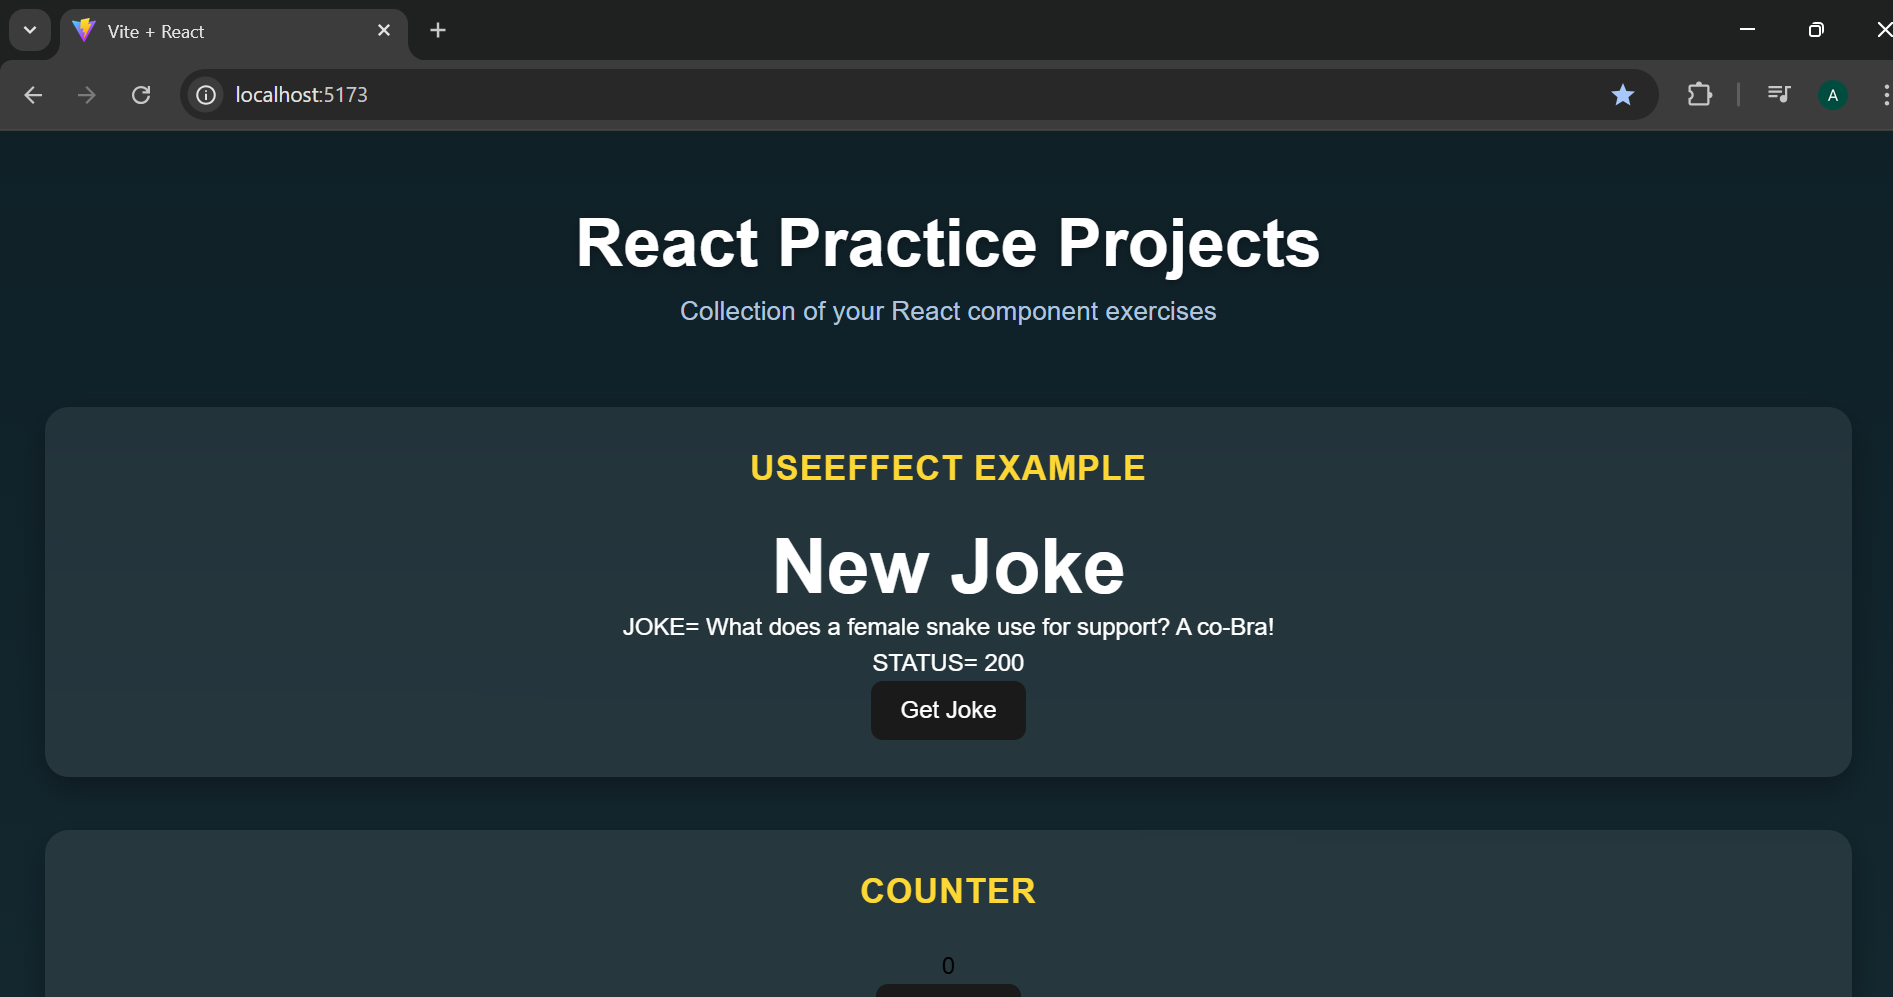 Vite + React
localhost:5173
A
React Practice Projects
Collection of your React component exercises
USEEFFECT EXAMPLE
New Joke
JOKE= What does a female snake use for support? A co-Bra!
STATUS= 200
Get Joke
COUNTER
0